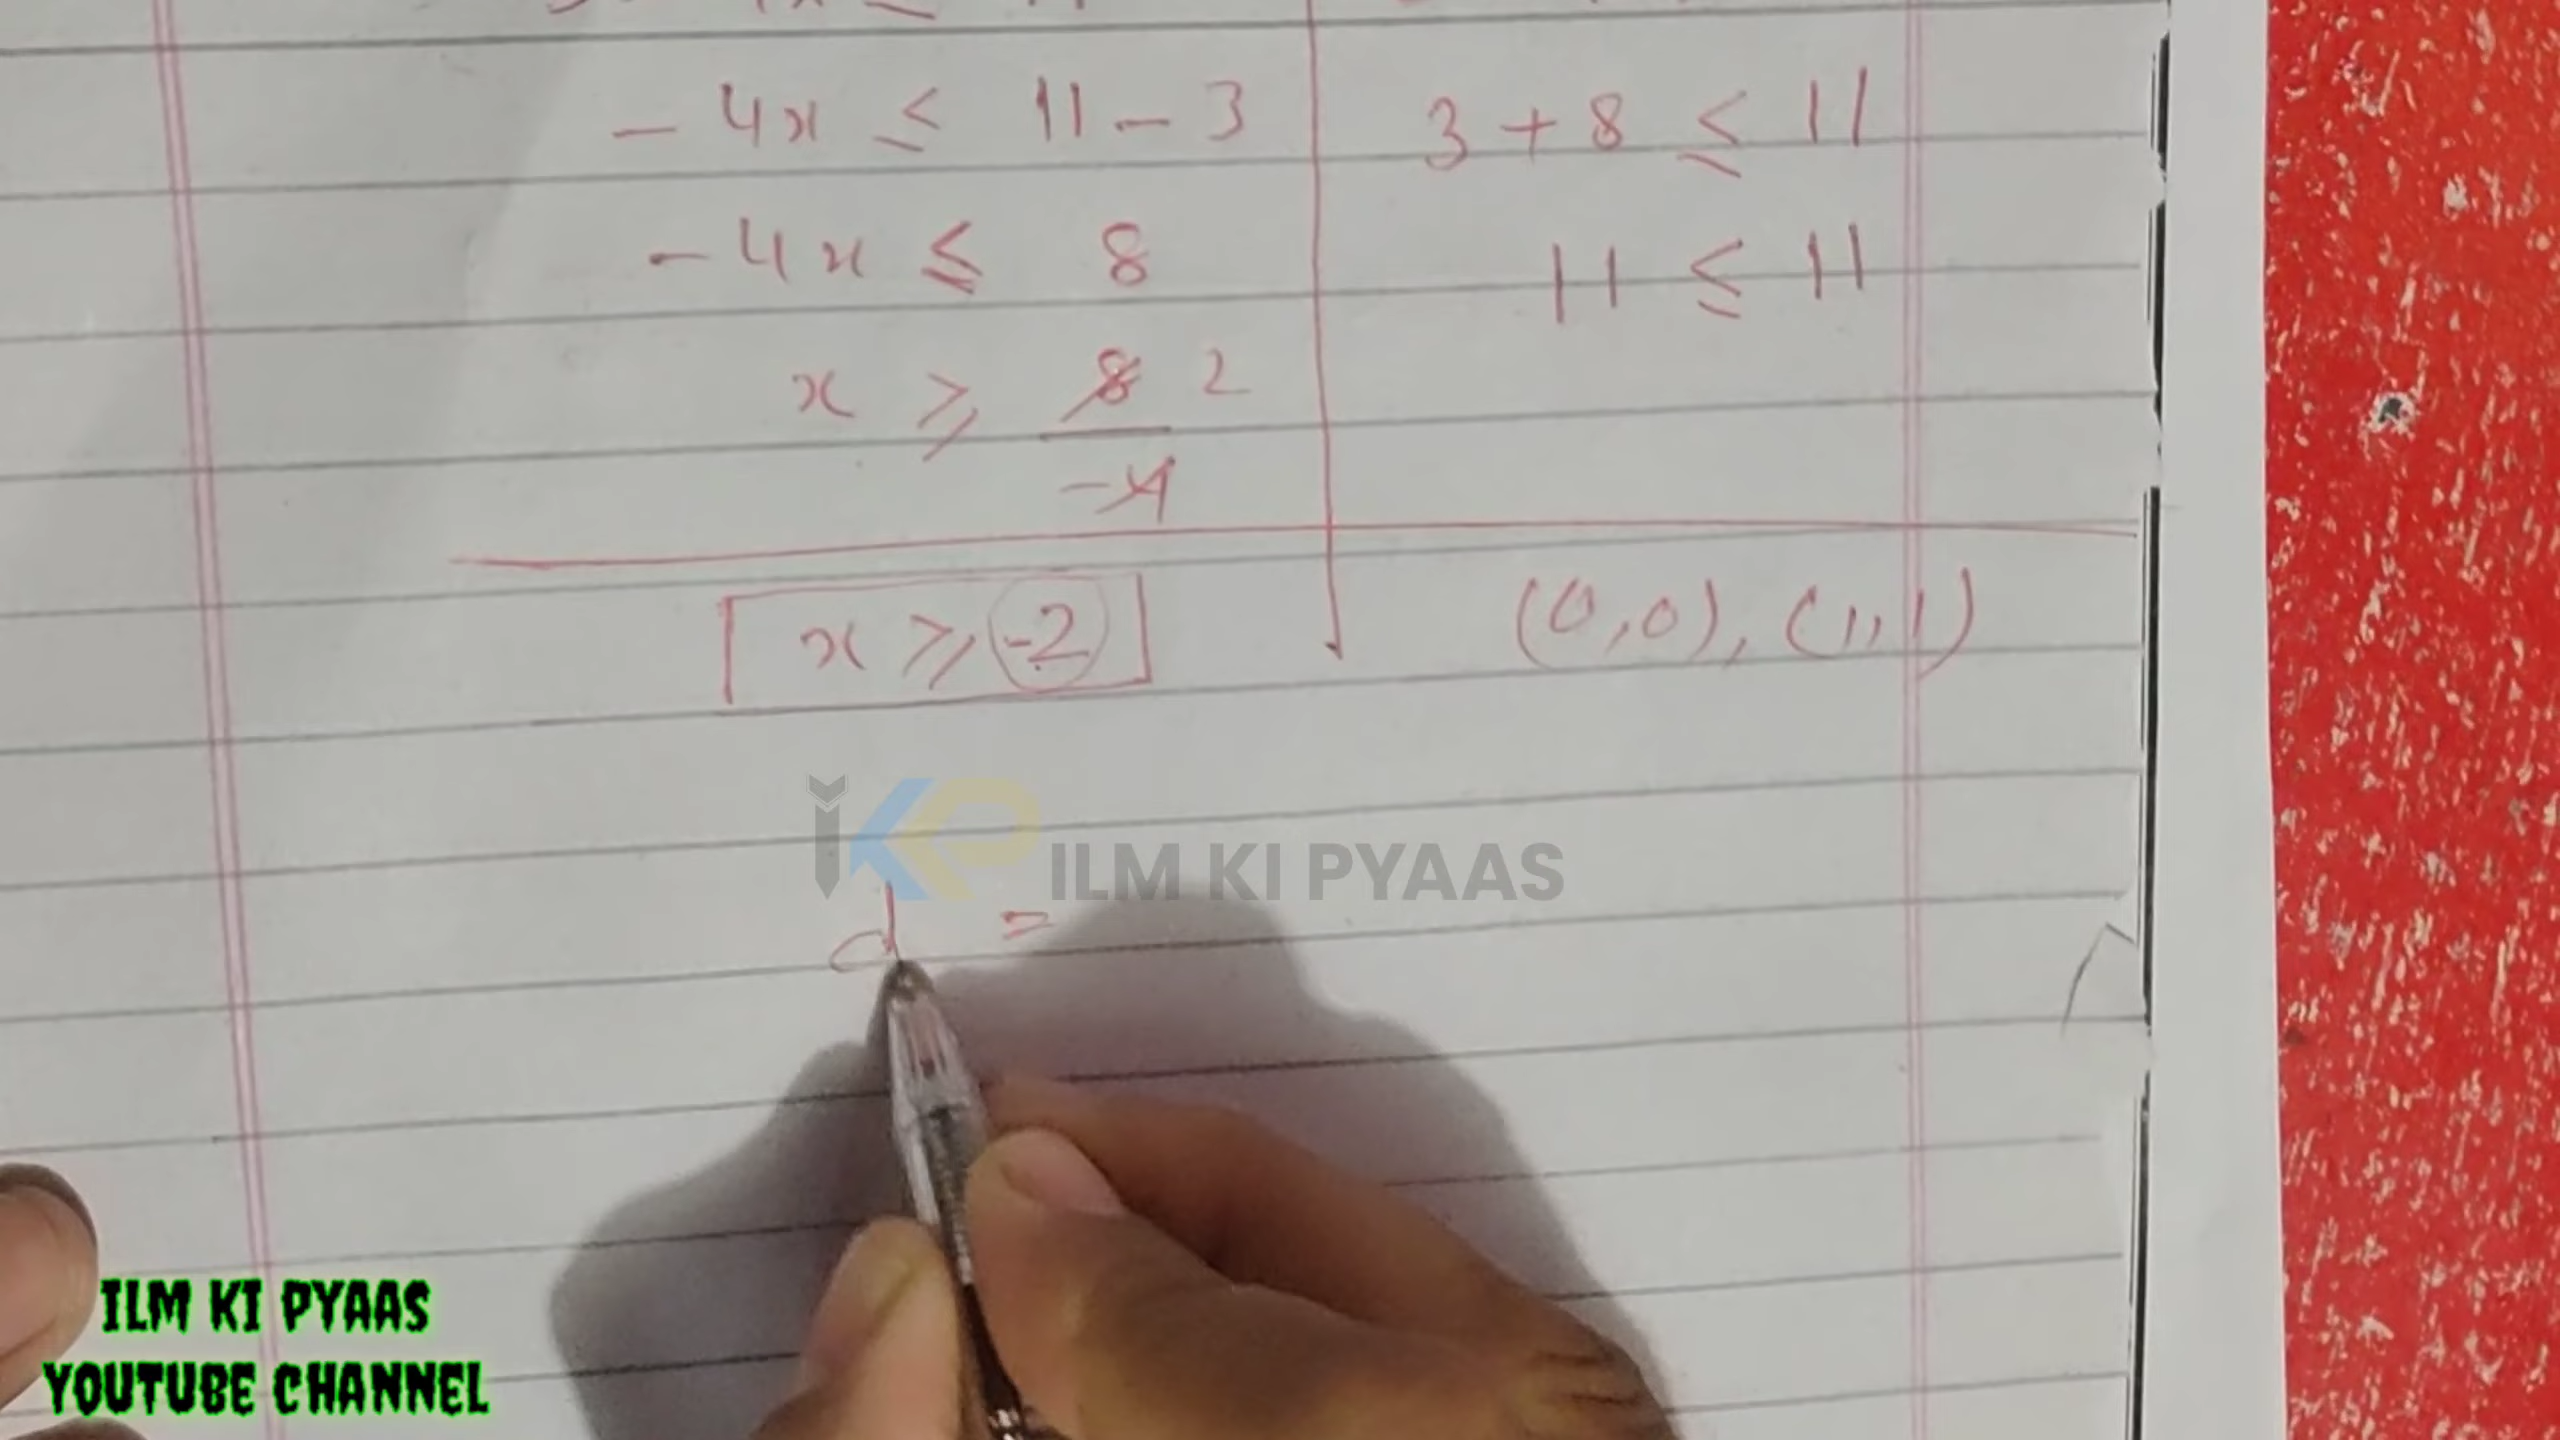 - 4x ≤ 11 - 3
3 + 8 ≤ 11
- 4x ≤ 8
11 ≤ 11
x ≥ 8 2
-4
x ≥ -2
(0,0), (1,1)
IKP ILM KI PYAAS
d =
ILM KI PYAAS
YOUTUBE CHANNEL